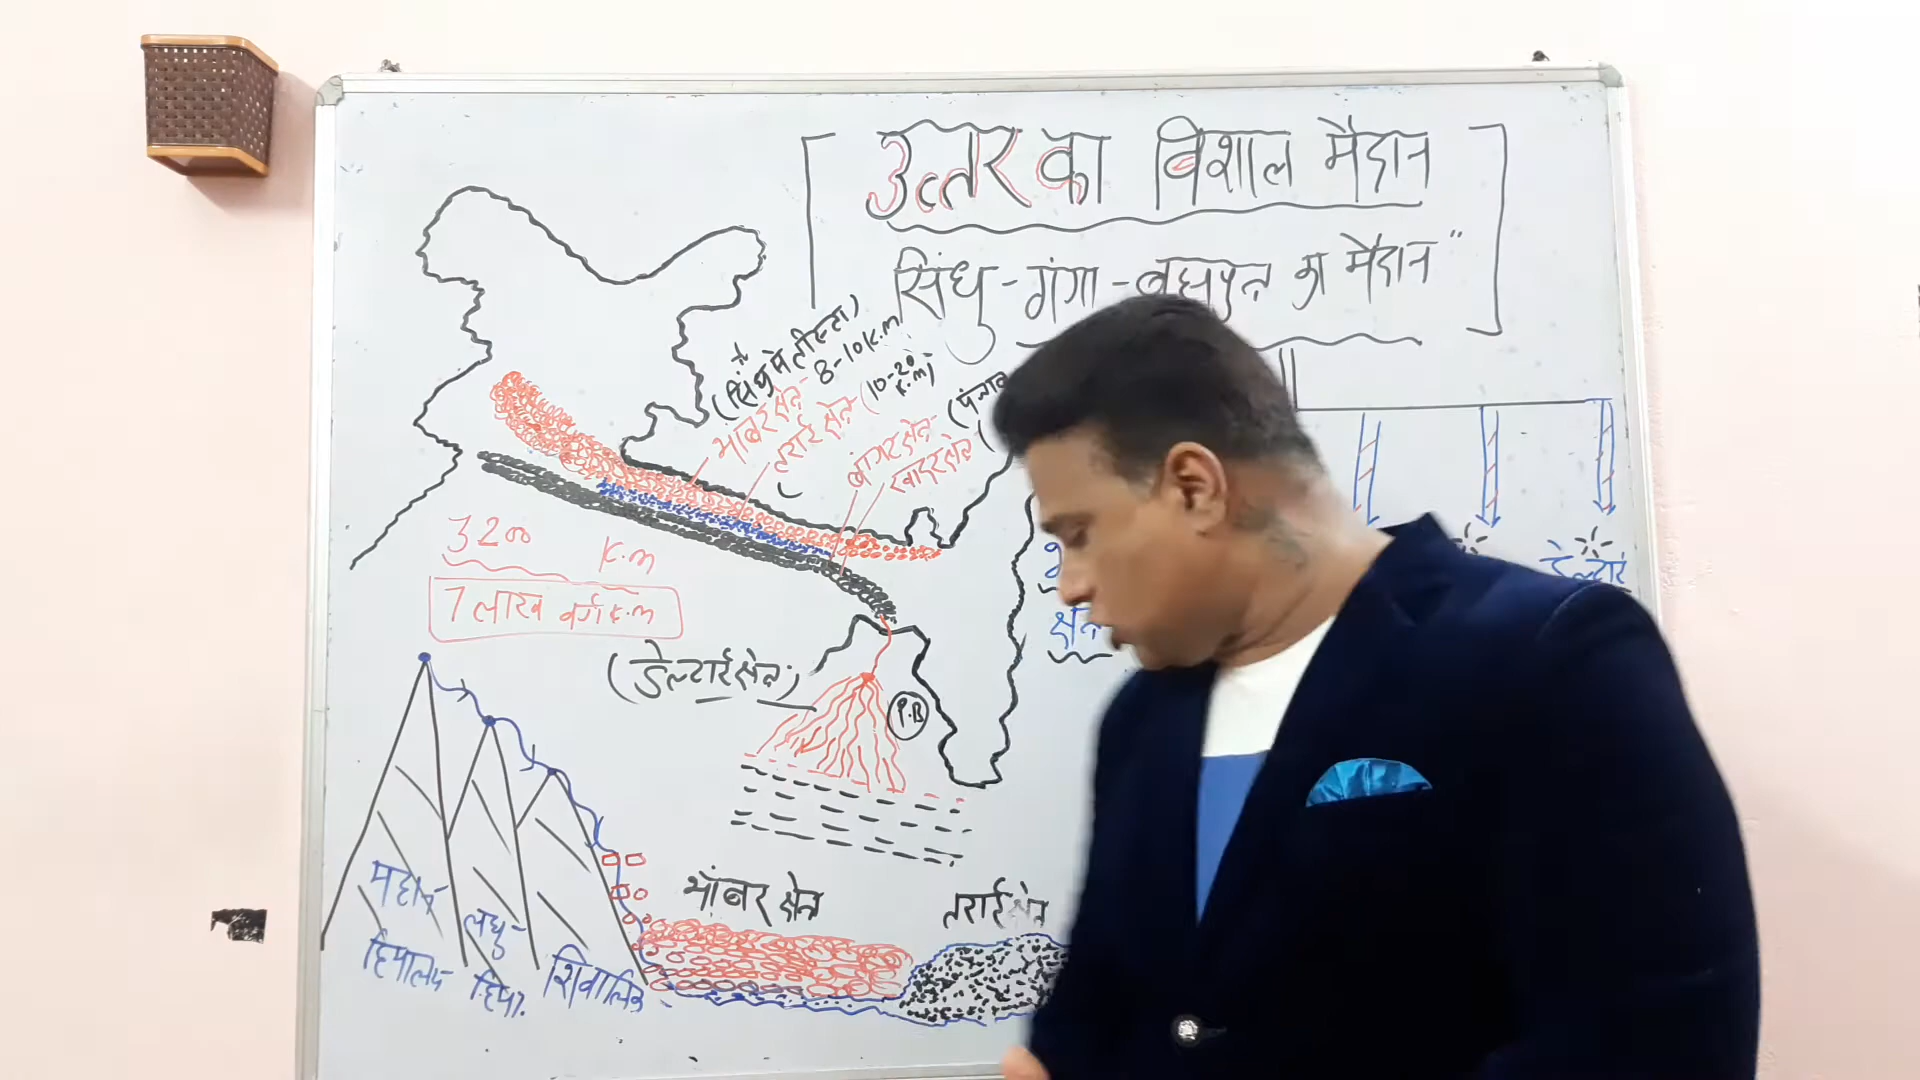 उत्तर का विशाल मैदान
सिंधु-गंगा-ब्रह्मपुत्र का मैदान"
(सिंधु से तीस्ता)
भाबर क्षेत्र- 8-10 K.m
तराई क्षेत्र- (10-20 K.m)
बांगर क्षेत्र-
खादर क्षेत्र
3200 K.m
7 लाख वर्ग K.m
(डेल्टाई क्षेत्र)
P.B
डेल्टाई
क्षेत्र
महान-
हिमालय-
लघु-
हिमा.
शिवालिक
भाँबर क्षेत्र
तराई क्षेत्र